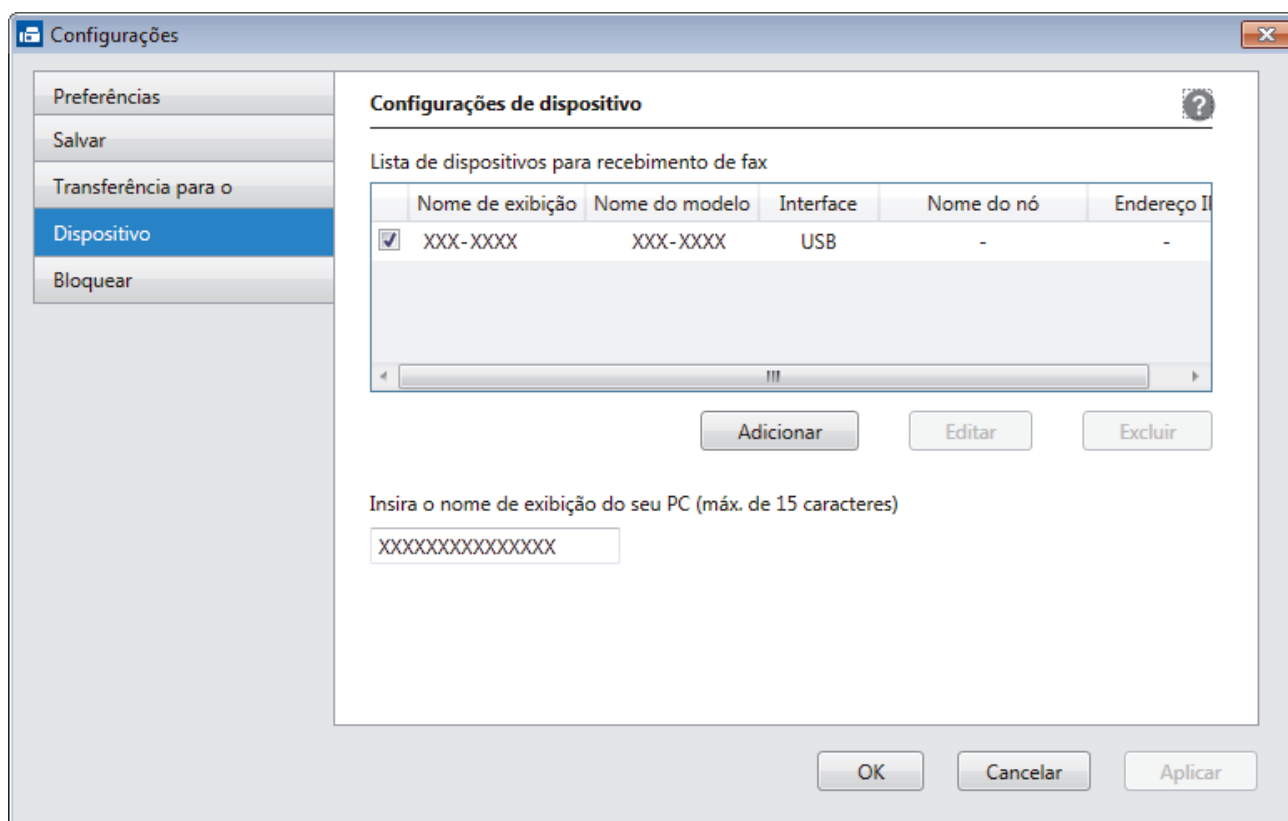 Configurações
Preferências
Salvar
Transferência para o
Dispositivo
Bloquear
Configurações de dispositivo
?
Lista de dispositivos para recebimento de fax
Nome de exibição Nome do modelo Interface Nome do nó Endereço
XXX-XXXX XXX-XXXX USB - -
Adicionar Editar Excluir
Insira o nome de exibição do seu PC (máx. de 15 caracteres)
XXXXXXXXXXXXXXX
OK Cancelar Aplicar